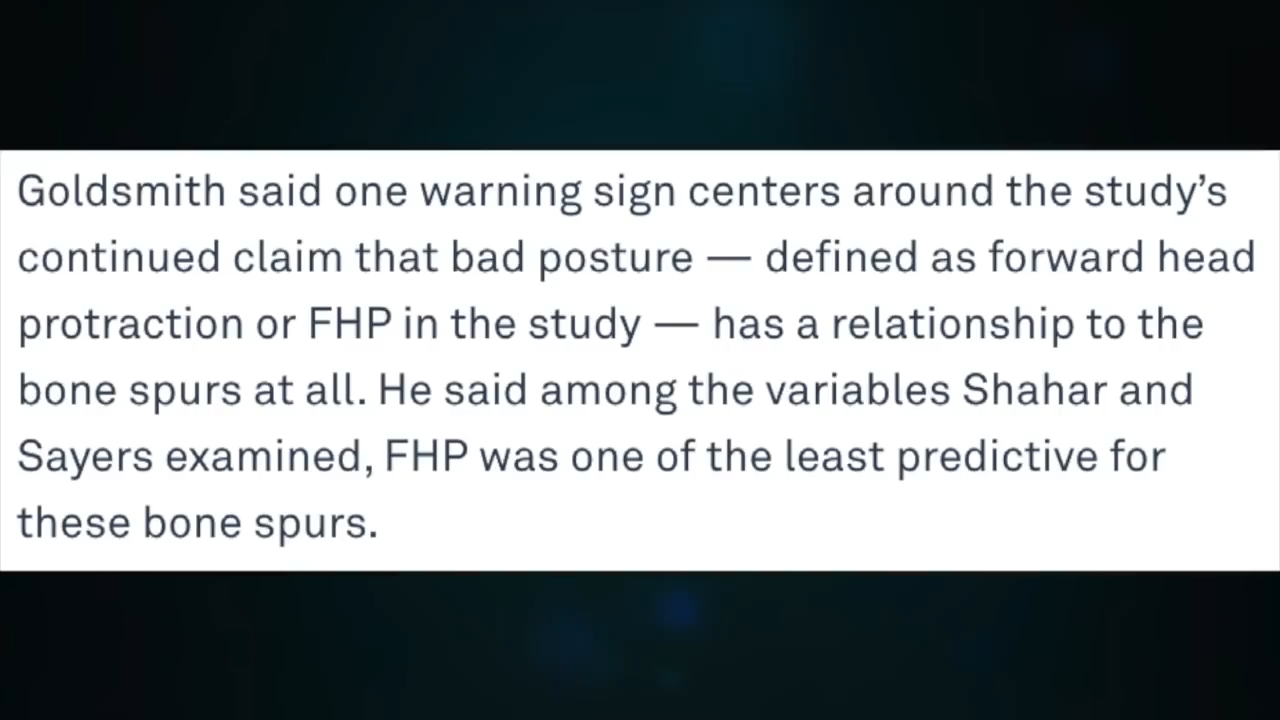 Goldsmith said one warning sign centers around the study’s
continued claim that bad posture — defined as forward head
protraction or FHP in the study — has a relationship to the
bone spurs at all. He said among the variables Shahar and
Sayers examined, FHP was one of the least predictive for
these bone spurs.